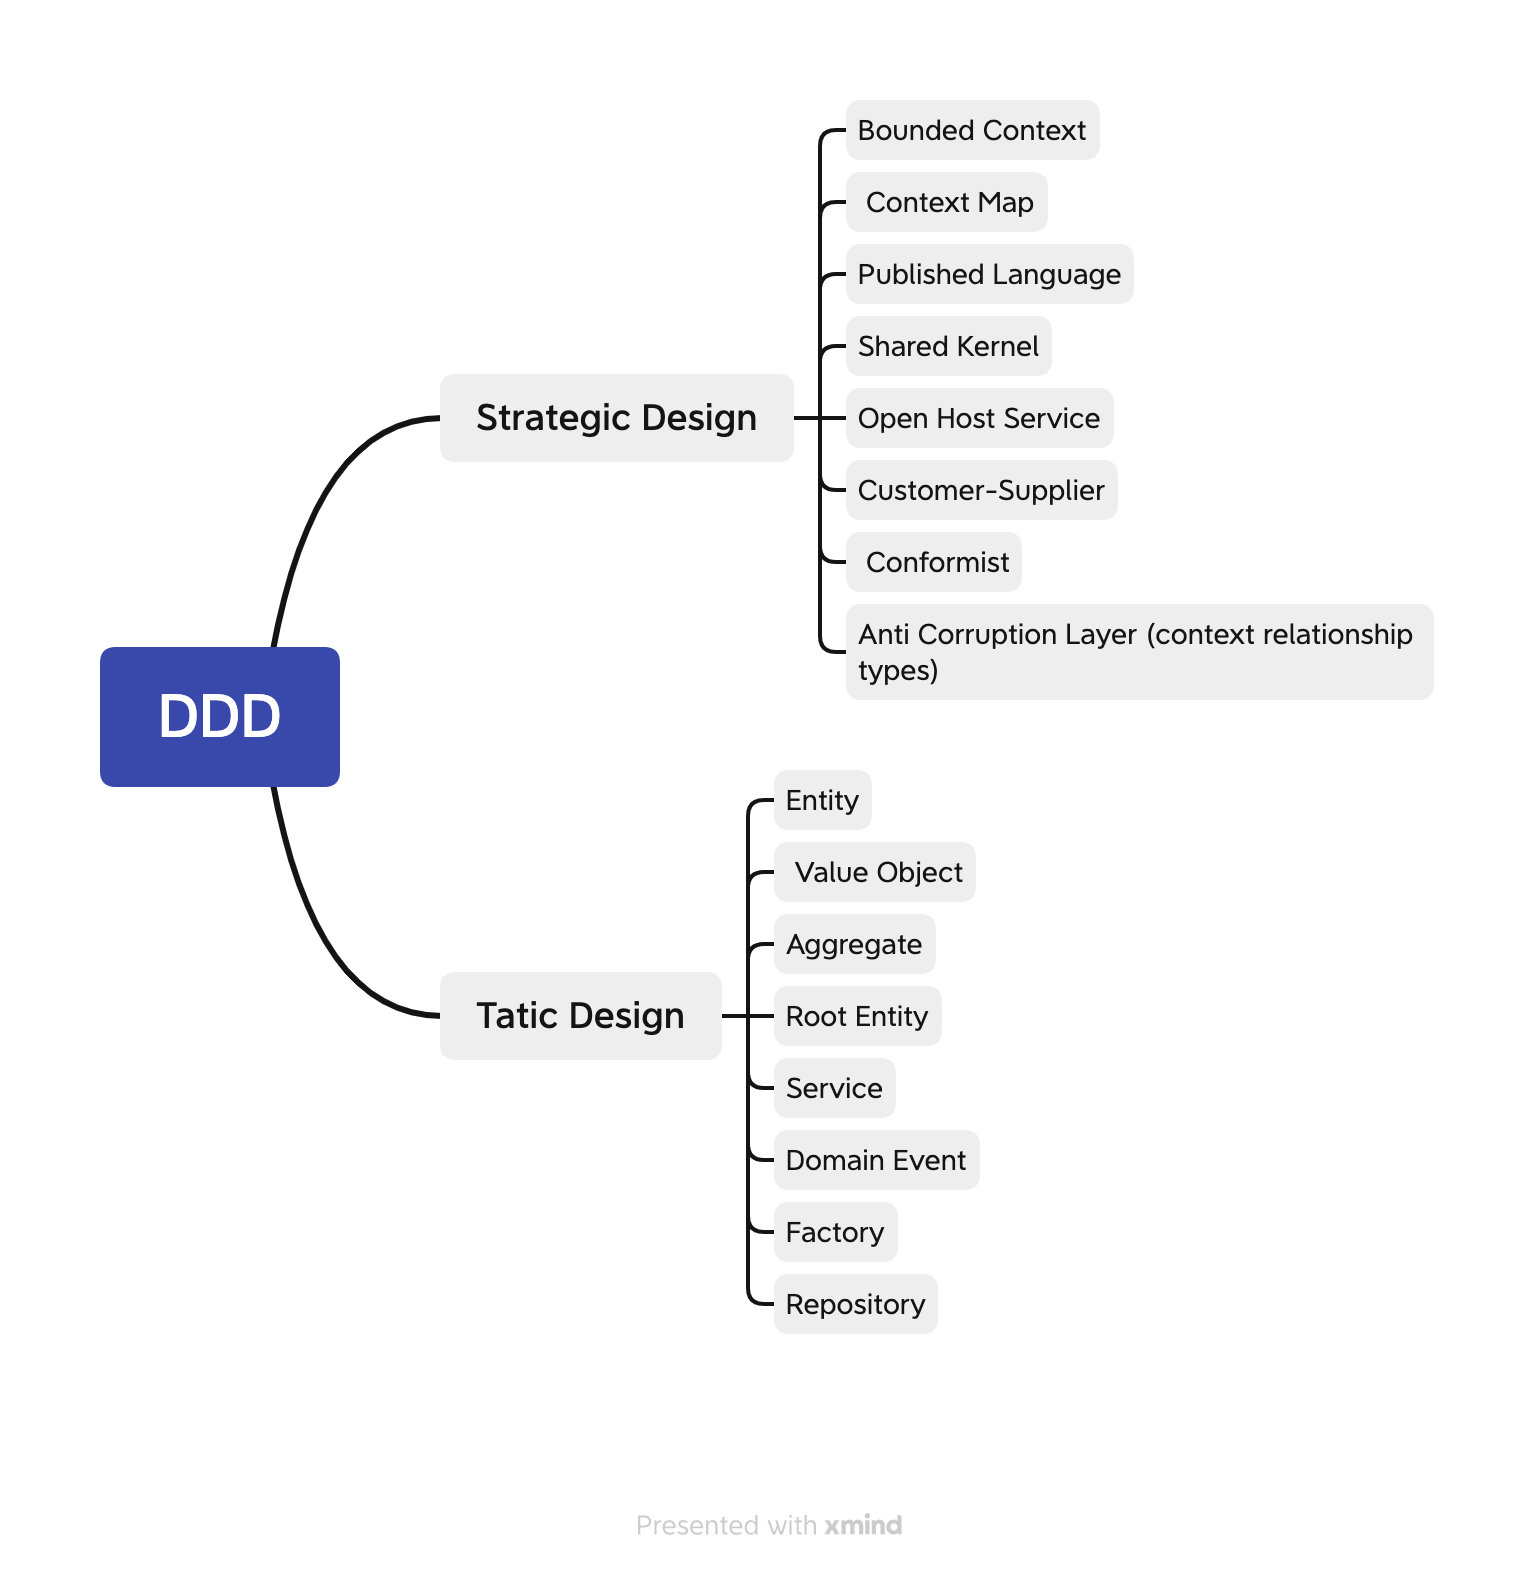 DDD
Strategic Design
Bounded Context
Context Map
Published Language
Shared Kernel
Open Host Service
Customer-Supplier
Conformist
Anti Corruption Layer (context relationship
types)
Tatic Design
Entity
Value Object
Aggregate
Root Entity
Service
Domain Event
Factory
Repository
Presented with xmind